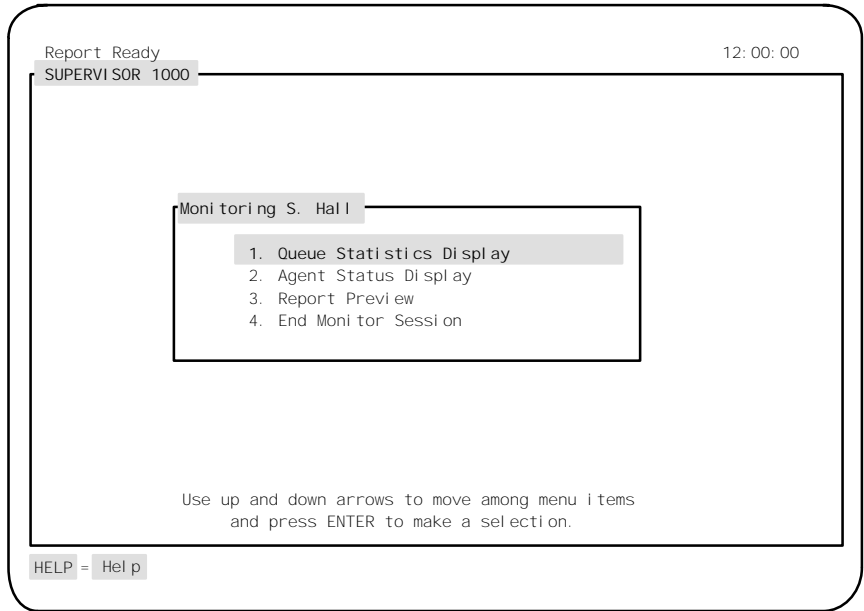 Report Ready 12:00:00
SUPERVISOR 1000
Monitoring S. Hall
1. Queue Statistics Display
2. Agent Status Display
3. Report Preview
4. End Monitor Session
Use up and down arrows to move among menu items
and press ENTER to make a selection.
HELP = Help